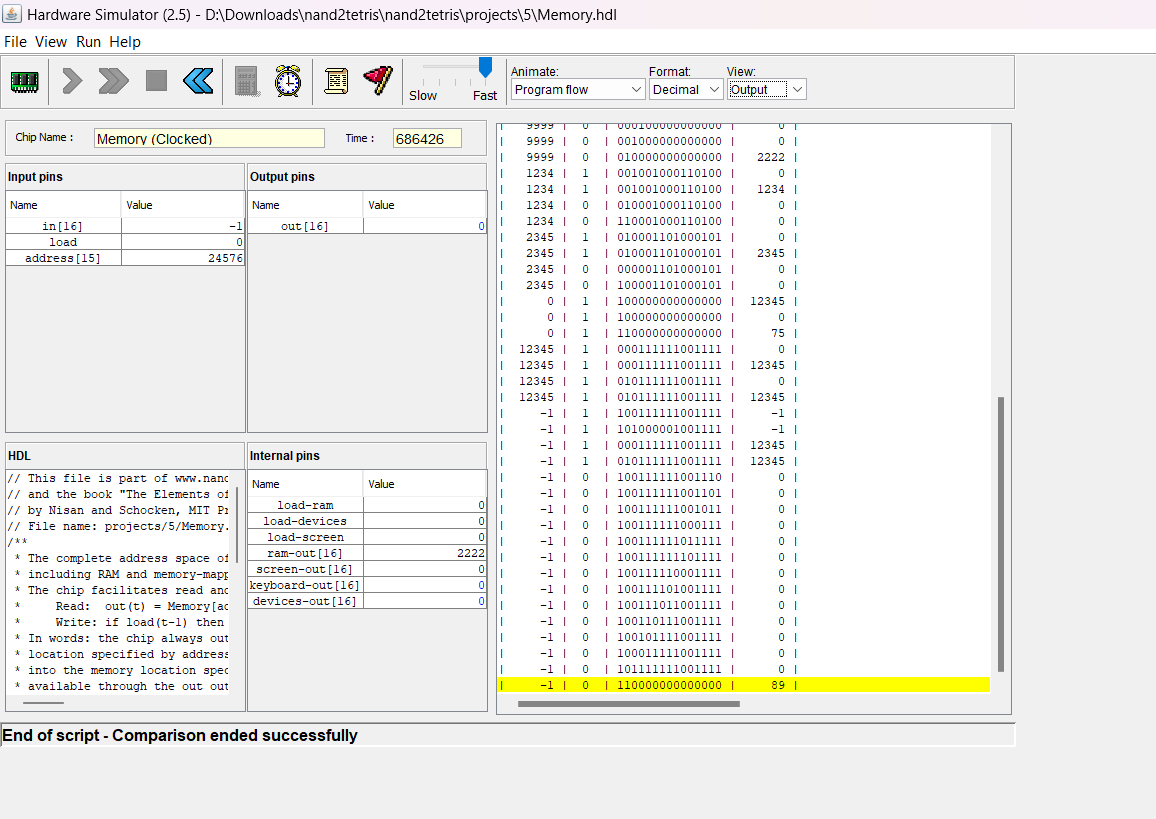 Hardware Simulator (2.5) - D:\Downloads\nand2tetris\nand2tetris\projects\5\Memory.hdl
File View Run Help
Slow Fast
Animate: Format: View:
Program flow Decimal Output
Chip Name : Memory (Clocked) Time : 686426
Input pins
Name Value
in[16] -1
load 0
address[15] 24576
Output pins
Name Value
out[16] 0
HDL
// This file is part of www.nand
// and the book "The Elements of
// by Nisan and Schocken, MIT Pr
// File name: projects/5/Memory.
/**
* The complete address space of
* including RAM and memory-mapp
* The chip facilitates read and
* Read: out(t) = Memory[ad
* Write: if load(t-1) then
* In words: the chip always out
* location specified by address
* into the memory location spec
* available through the out out
Internal pins
Name Value
load-ram 0
load-devices 0
load-screen 0
ram-out[16] 2222
screen-out[16] 0
keyboard-out[16] 0
devices-out[16] 0
| 9999 | 0 | 000100000000000 | 0 |
| 9999 | 0 | 001000000000000 | 0 |
| 9999 | 0 | 010000000000000 | 2222 |
| 1234 | 1 | 001001000110100 | 0 |
| 1234 | 1 | 001001000110100 | 1234 |
| 1234 | 0 | 010001000110100 | 0 |
| 1234 | 0 | 110001000110100 | 0 |
| 2345 | 1 | 010001101000101 | 0 |
| 2345 | 1 | 010001101000101 | 2345 |
| 2345 | 0 | 000001101000101 | 0 |
| 2345 | 0 | 100001101000101 | 0 |
| 0 | 1 | 100000000000000 | 12345 |
| 0 | 1 | 100000000000000 | 0 |
| 0 | 1 | 110000000000000 | 75 |
| 12345 | 1 | 000111111001111 | 0 |
| 12345 | 1 | 000111111001111 | 12345 |
| 12345 | 1 | 010111111001111 | 0 |
| 12345 | 1 | 010111111001111 | 12345 |
| -1 | 1 | 100111111001111 | -1 |
| -1 | 1 | 101000001001111 | -1 |
| -1 | 1 | 000111111001111 | 12345 |
| -1 | 1 | 010111111001111 | 12345 |
| -1 | 0 | 100111111001110 | 0 |
| -1 | 0 | 100111111001101 | 0 |
| -1 | 0 | 100111111001011 | 0 |
| -1 | 0 | 100111111000111 | 0 |
| -1 | 0 | 100111111011111 | 0 |
| -1 | 0 | 100111111101111 | 0 |
| -1 | 0 | 100111110001111 | 0 |
| -1 | 0 | 100111101001111 | 0 |
| -1 | 0 | 100111011001111 | 0 |
| -1 | 0 | 100110111001111 | 0 |
| -1 | 0 | 100101111001111 | 0 |
| -1 | 0 | 100011111001111 | 0 |
| -1 | 0 | 101111111001111 | 0 |
| -1 | 0 | 110000000000000 | 89 |
End of script - Comparison ended successfully